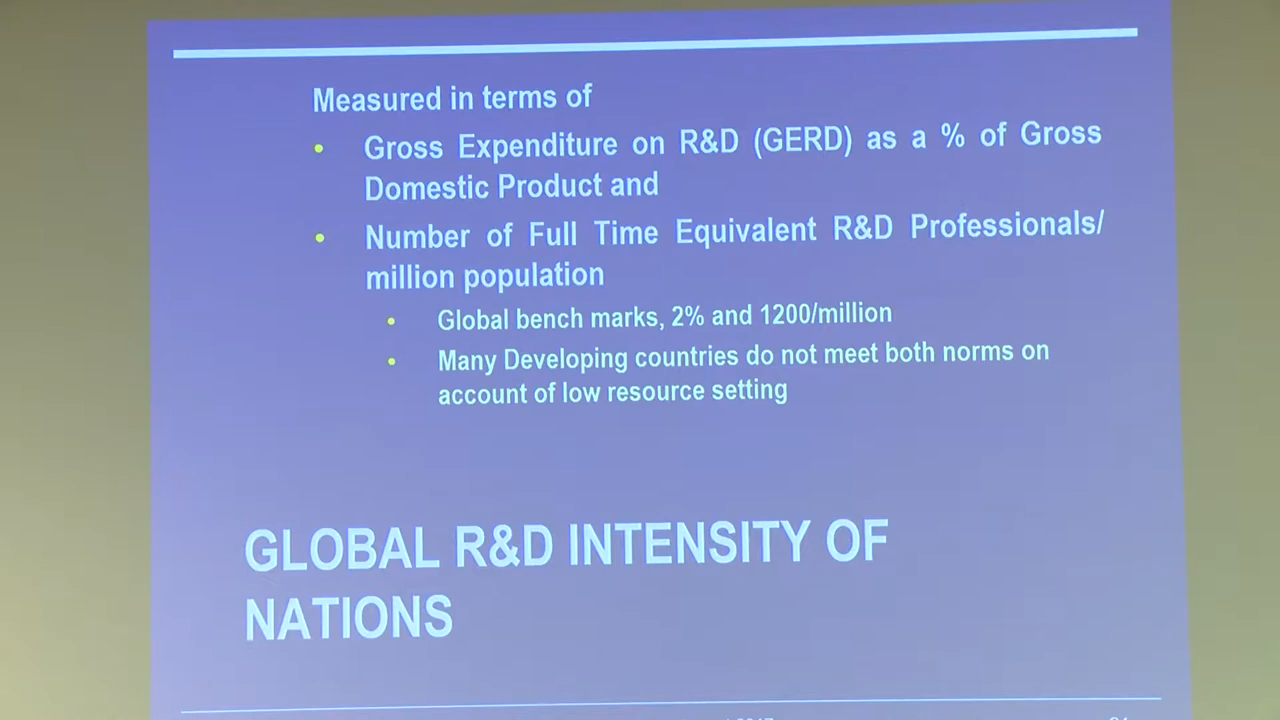 Measured in terms of
• Gross Expenditure on R&D (GERD) as a % of Gross
Domestic Product and
• Number of Full Time Equivalent R&D Professionals/
million population
• Global bench marks, 2% and 1200/million
• Many Developing countries do not meet both norms on
account of low resource setting
GLOBAL R&D INTENSITY OF
NATIONS